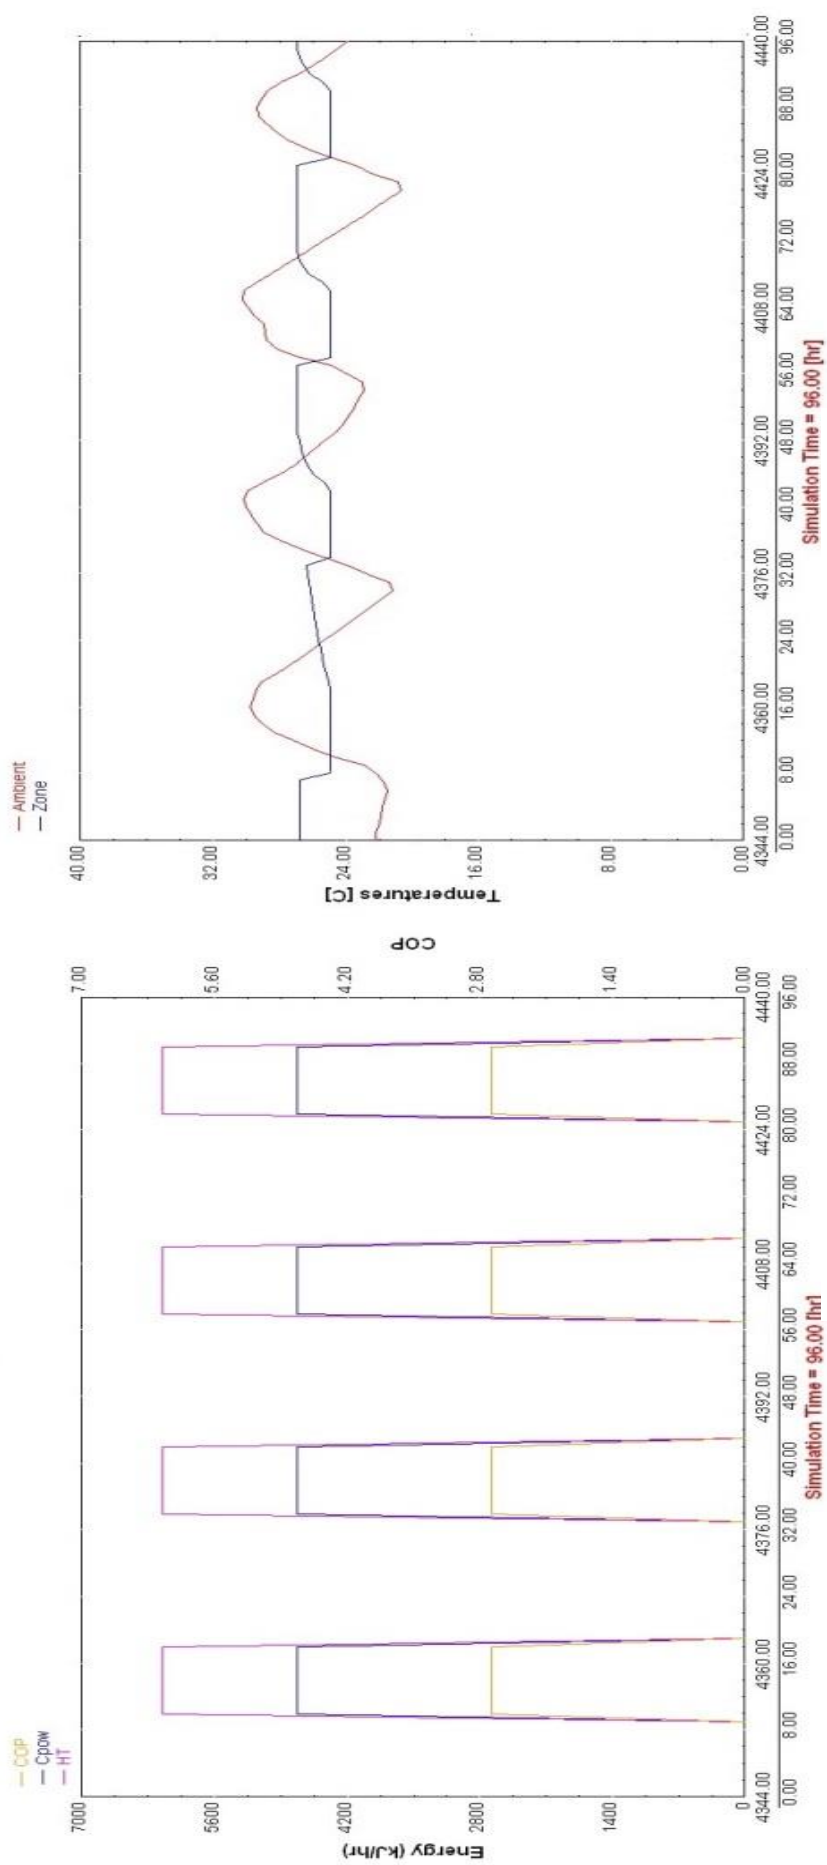 COP
Cpow
HT
7000
5600
4200
2800
1400
0
Energy (kJ/hr)
7.00
5.60
4.20
2.80
1.40
0.00
COP
4344.00 4360.00 4376.00 4392.00 4408.00 4424.00 4440.00
0.00 8.00 16.00 24.00 32.00 40.00 48.00 56.00 64.00 72.00 80.00 88.00 96.00
Simulation Time = 96.00 [hr]
Ambient
Zone
40.00
32.00
24.00
16.00
8.00
0.00
Temperatures [C]
4344.00 4360.00 4376.00 4392.00 4408.00 4424.00 4440.00
0.00 8.00 16.00 24.00 32.00 40.00 48.00 56.00 64.00 72.00 80.00 88.00 96.00
Simulation Time = 96.00 [hr]